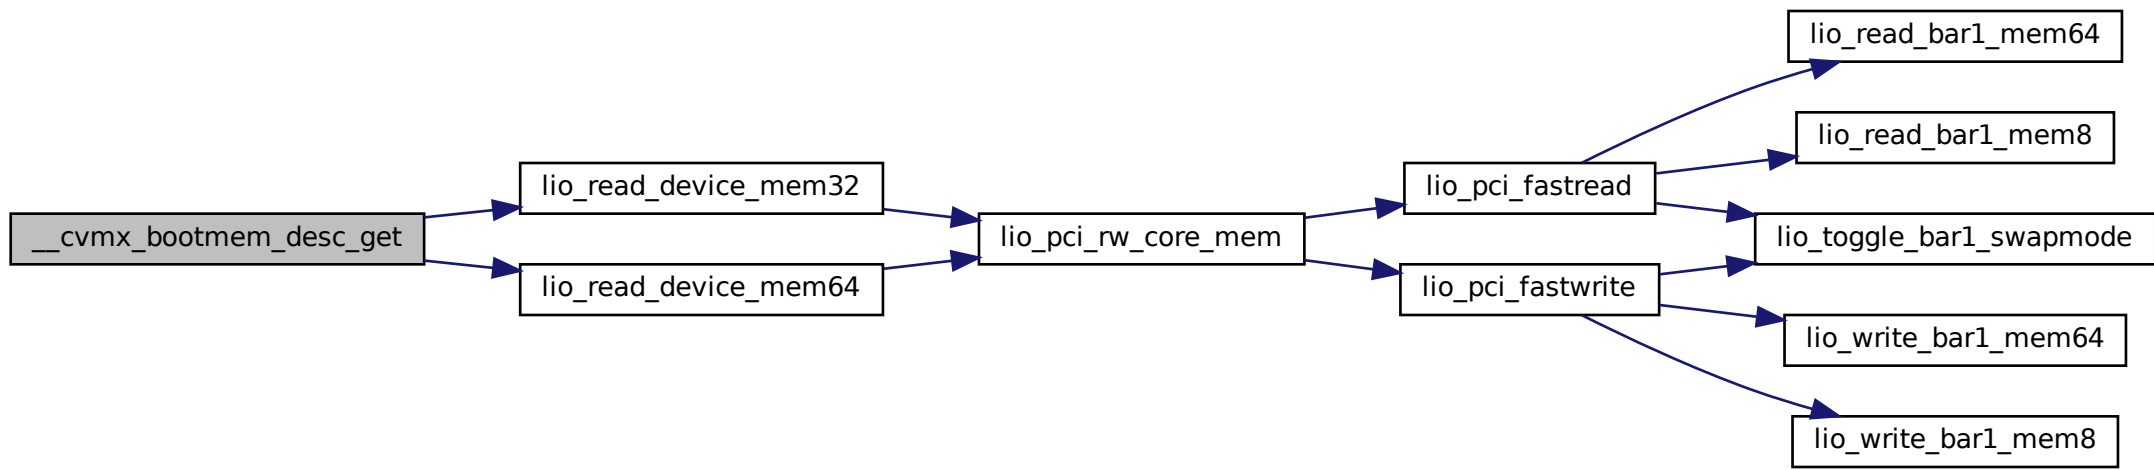 __cvmx_bootmem_desc_get
lio_read_device_mem32
lio_read_device_mem64
lio_pci_rw_core_mem
lio_pci_fastread
lio_pci_fastwrite
lio_read_bar1_mem64
lio_read_bar1_mem8
lio_toggle_bar1_swapmode
lio_write_bar1_mem64
lio_write_bar1_mem8